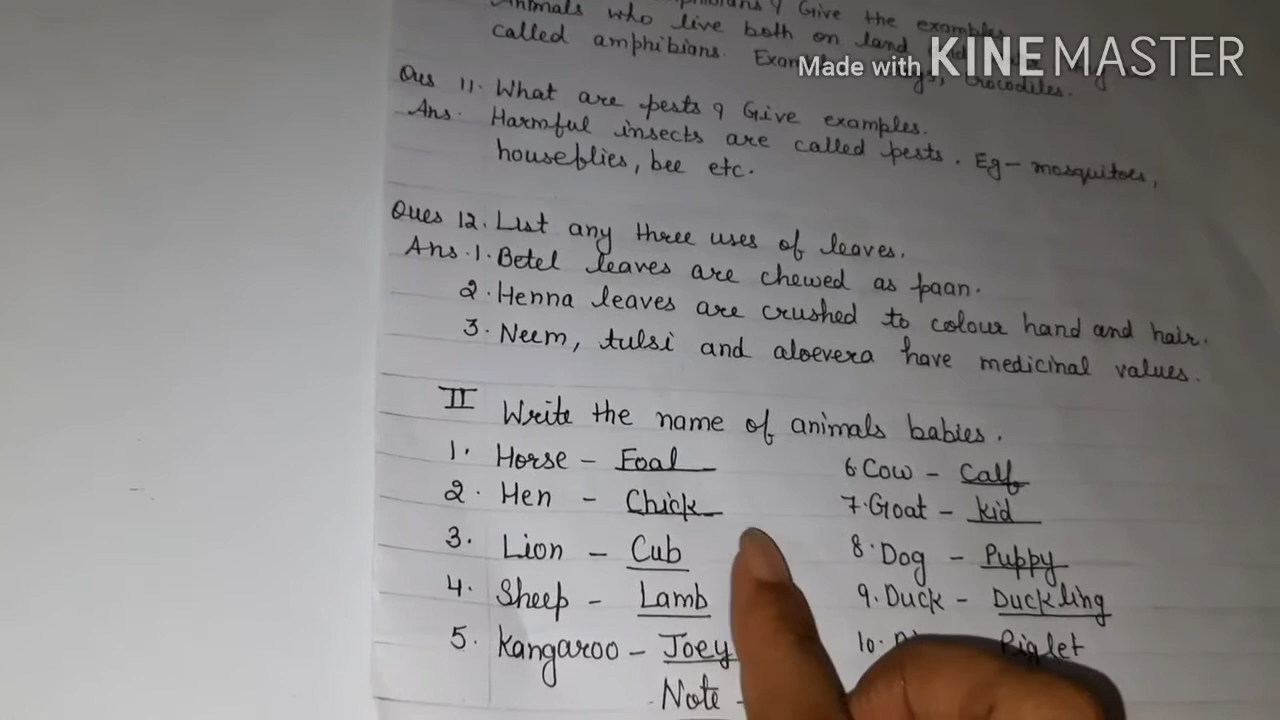 Give the examples
Animals who live both on land
called amphibians. crocodiles.
Made with KINEMASTER
Ques 11. What are pests ? Give examples.
Ans. Harmful insects are called pests. Eg - mosquitoes,
houseflies, bee etc.
Ques 12. List any three uses of leaves.
Ans. 1. Betel leaves are chewed as paan.
2. Henna leaves are crushed to colour hand and hair.
3. Neem, tulsi and aloevera have medicinal values.
II Write the name of animals babies.
1. Horse - Foal
2. Hen - Chick
3. Lion - Cub
4. Sheep - Lamb
5. Kangaroo - Joey
6 Cow - Calf
7. Goat - Kid
8. Dog - Puppy
9. Duck - Duckling
10. Piglet
Note -